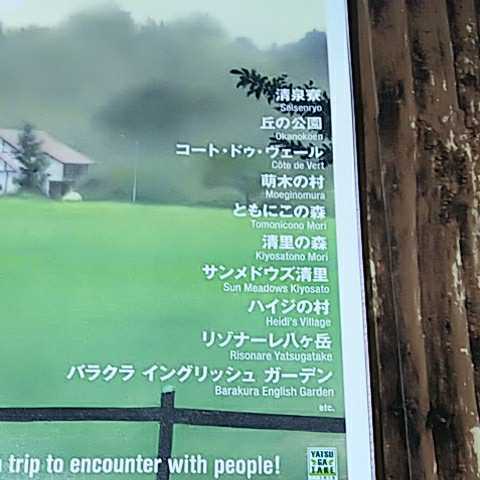 清泉寮
Seisenryo
丘の公園
Okanokoen
コート・ドゥ・ヴェール
Côte de Vert
萌木の村
Moeginomura
ともにこの森
Tomonicono Mori
清里の森
Kiyosatono Mori
サンメドウズ清里
Sun Meadows Kiyosato
ハイジの村
Heidi's Village
リゾナーレ八ヶ岳
Risonare Yatsugatake
バラクラ イングリッシュ ガーデン
Barakura English Garden
etc.
trip to encounter with people!
YATSU
GA
TAKE